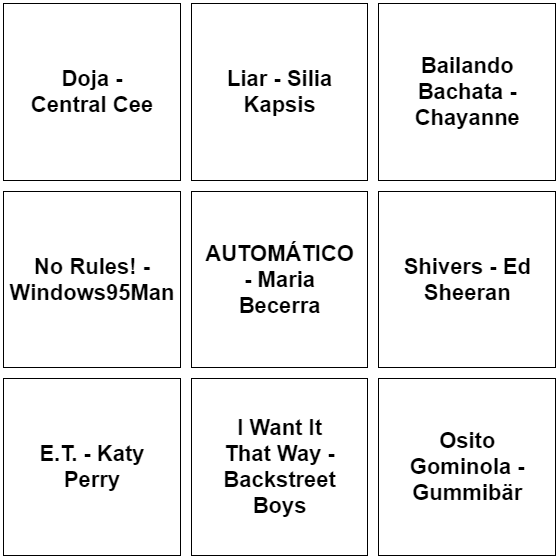 Doja -
Central Cee
Liar - Silia
Kapsis
Bailando
Bachata -
Chayanne
No Rules! -
Windows95Man
AUTOMÁTICO
- Maria
Becerra
Shivers - Ed
Sheeran
E.T. - Katy
Perry
I Want It
That Way -
Backstreet
Boys
Osito
Gominola -
Gummibär